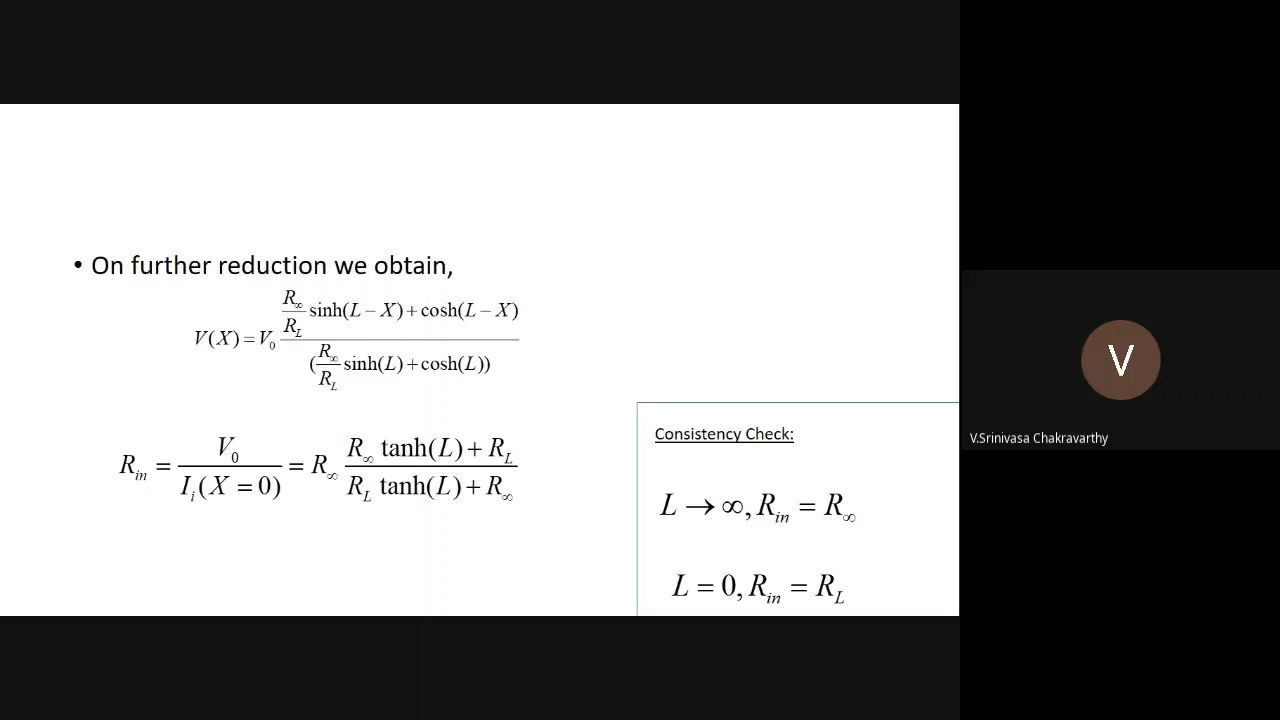 • On further reduction we obtain,
V(X) = V₀ (R∞/R_L sinh(L − X) + cosh(L − X)) / ((R∞/R_L sinh(L) + cosh(L)))
R_in = V₀ / I_i(X = 0) = R∞ (R∞ tanh(L) + R_L) / (R_L tanh(L) + R∞)
Consistency Check:
L → ∞, R_in = R∞
L = 0, R_in = R_L
V
V.Srinivasa Chakravarthy